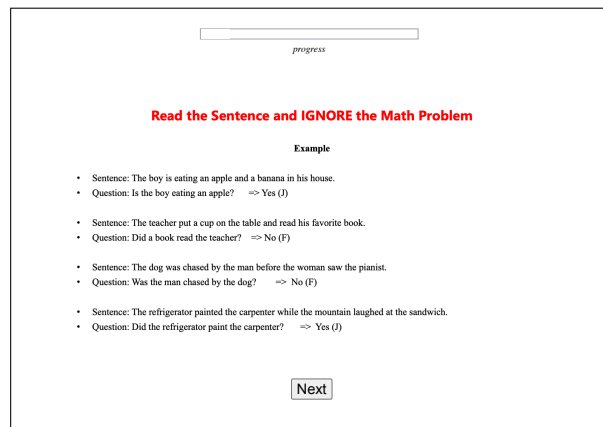 progress
Read the Sentence and IGNORE the Math Problem
Example
• Sentence: The boy is eating an apple and a banana in his house.
• Question: Is the boy eating an apple? => Yes (J)
• Sentence: The teacher put a cup on the table and read his favorite book.
• Question: Did a book read the teacher? => No (F)
• Sentence: The dog was chased by the man before the woman saw the pianist.
• Question: Was the man chased by the dog? => No (F)
• Sentence: The refrigerator painted the carpenter while the mountain laughed at the sandwich.
• Question: Did the refrigerator paint the carpenter? => Yes (J)
Next